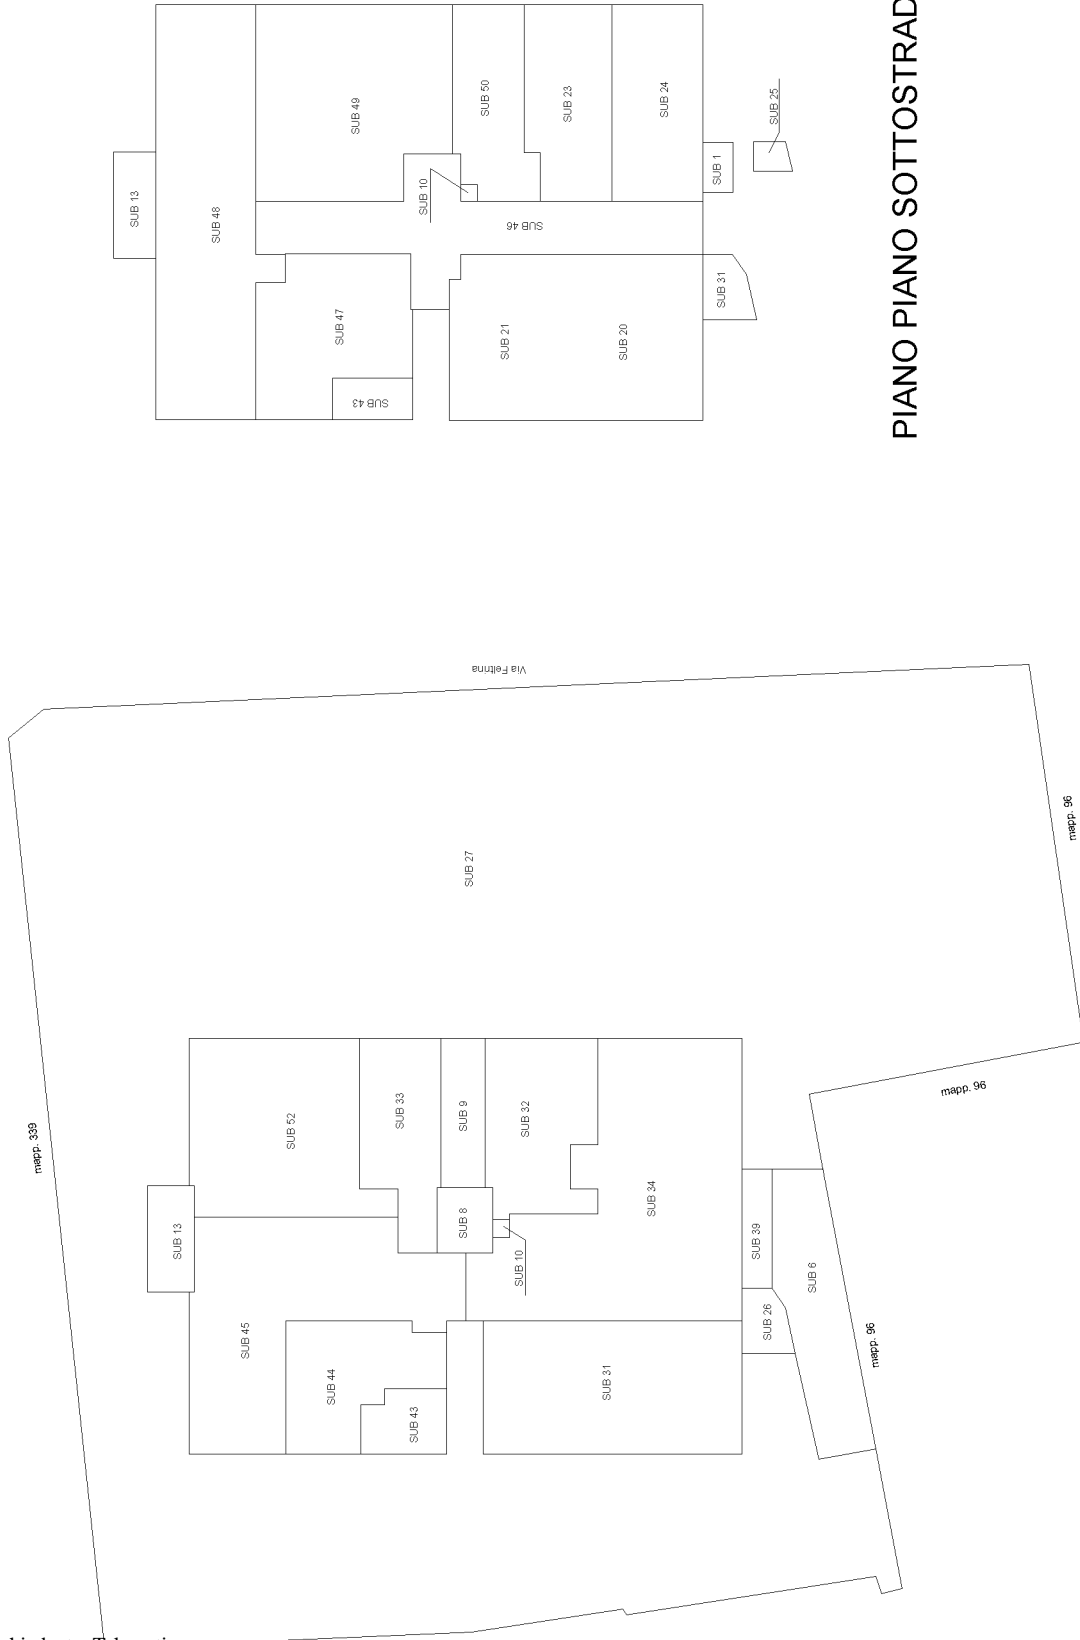 SUB 13
SUB 48
SUB 49
SUB 50
SUB 23
SUB 24
SUB 25
SUB 1
SUB 10
SUB 46
SUB 31
SUB 47
SUB 43
SUB 21
SUB 20
PIANO PIANO SOTTOSTRAD
Via Feltrina
SUB 27
mapp. 96
mapp. 96
mapp. 339
SUB 52
SUB 33
SUB 9
SUB 32
SUB 34
SUB 13
SUB 8
SUB 10
SUB 39
SUB 6
SUB 26
mapp. 96
SUB 45
SUB 44
SUB 43
SUB 31